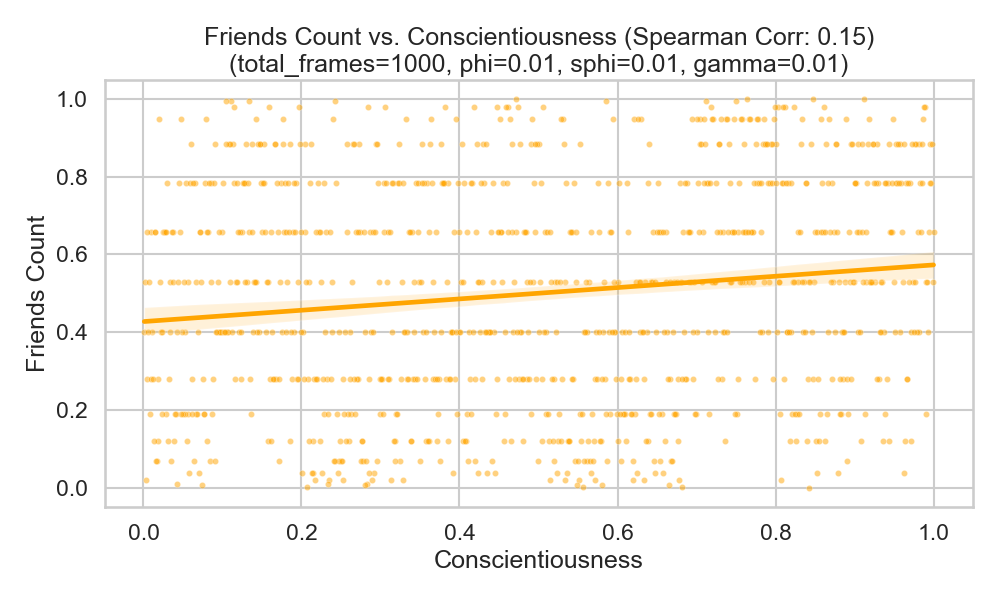 Friends Count vs. Conscientiousness (Spearman Corr: 0.15)
(total_frames=1000, phi=0.01, sphi=0.01, gamma=0.01)
1.0
0.8
0.6
0.4
0.2
0.0
Friends Count
0.0 0.2 0.4 0.6 0.8 1.0
Conscientiousness